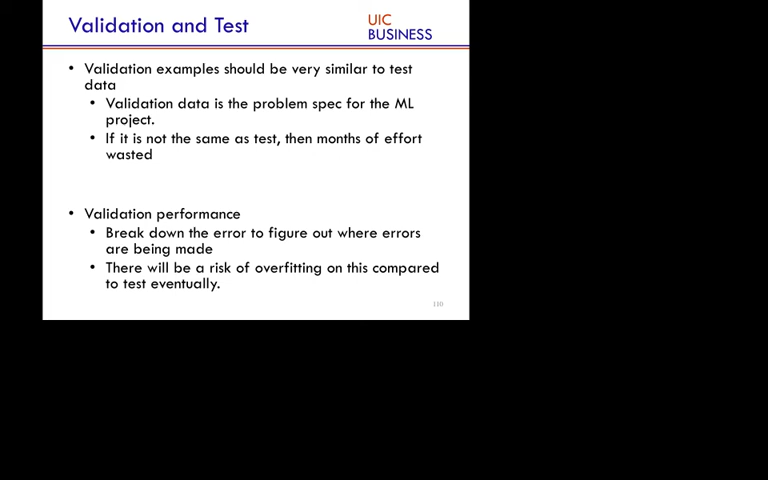 Validation and Test
UIC
BUSINESS
• Validation examples should be very similar to test
data
• Validation data is the problem spec for the ML
project.
• If it is not the same as test, then months of effort
wasted
• Validation performance
• Break down the error to figure out where errors
are being made
• There will be a risk of overfitting on this compared
to test eventually.
110